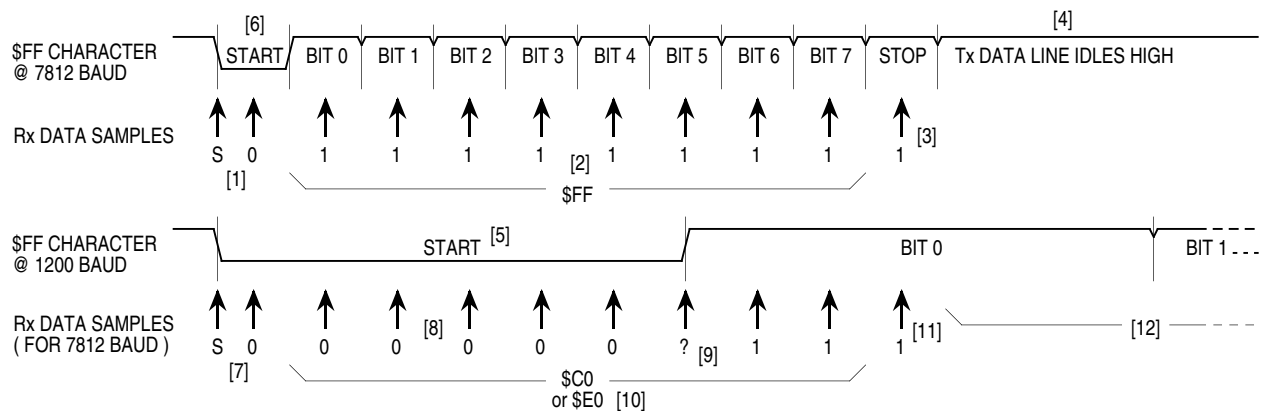 [6] [4]
$FF CHARACTER
@ 7812 BAUD
START BIT 0 BIT 1 BIT 2 BIT 3 BIT 4 BIT 5 BIT 6 BIT 7 STOP Tx DATA LINE IDLES HIGH
Rx DATA SAMPLES
S 0 1 1 1 1 1 1 1 1 1 [3]
[1] [2]
$FF
$FF CHARACTER
@ 1200 BAUD
START [5] BIT 0 BIT 1
Rx DATA SAMPLES
( FOR 7812 BAUD )
[8] [11] [12]
S 0 0 0 0 0 0 ? [9] 1 1 1
[7]
$C0
or $E0 [10]